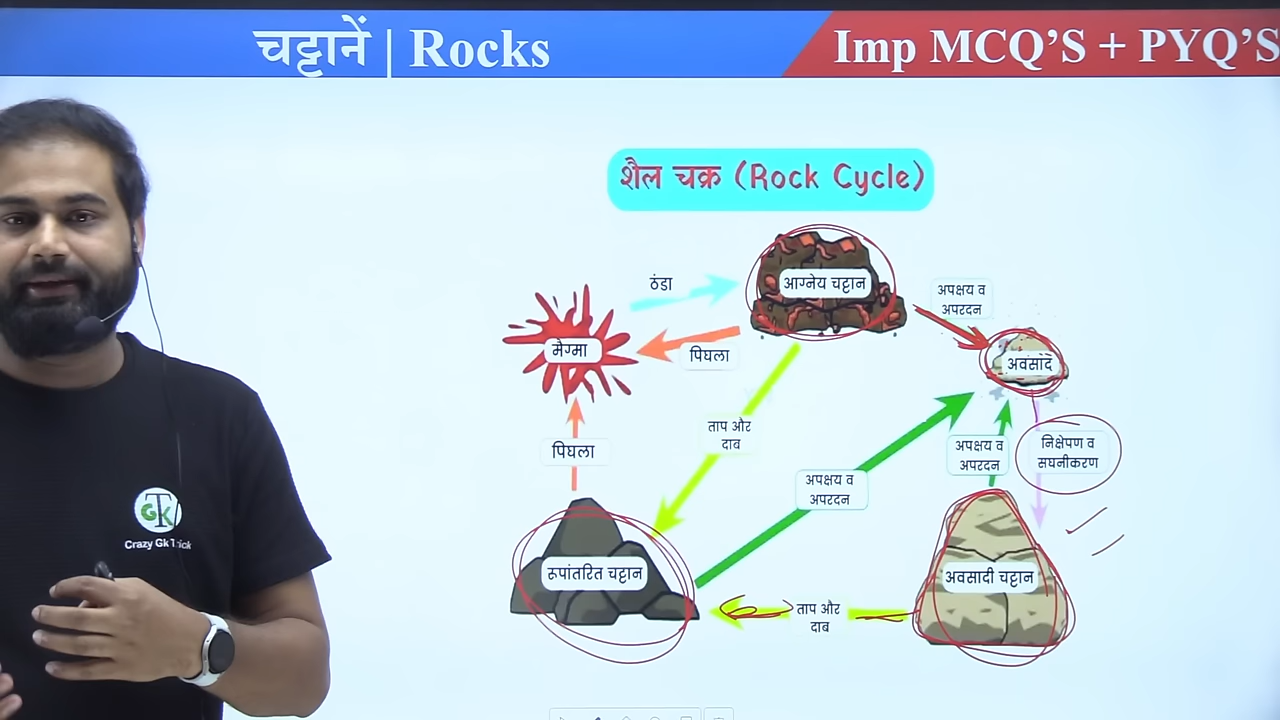 चट्टानें | Rocks
Imp MCQ'S + PYQ'S
शैल चक्र (Rock Cycle)
ठंडा
आग्नेय चट्टान
अपक्षय व
अपरदन
मैग्मा
पिघला
अवसादें
पिघला
ताप और
दाब
अपक्षय व
अपरदन
अपक्षय व
अपरदन
निक्षेपण व
सघनीकरण
रूपांतरित चट्टान
ताप और
दाब
अवसादी चट्टान
GTK
Crazy Gk Trick